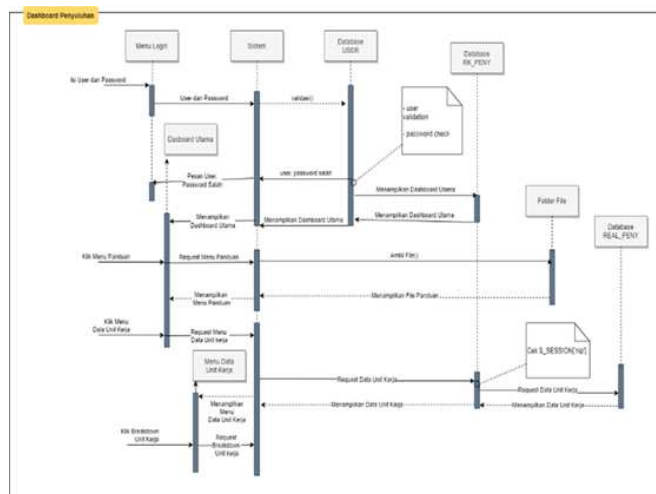 Dashboard Penyuluhan
Menu Login
Sistem
Database
USER
Database
RK_PENY
Isi User dan Password
User dan Password
validasi()
- user
validation
- password check
Dasboard Utama
user, password salah
Pesan User,
Password Salah
Menampilkan Dashboard Utama
Folder File
Menampilkan
Dashboard Utama
Menampilkan Dashboard Utama
Menampilkan Dashboard Utama
Database
REAL_PENY
Klik Menu Panduan
Request Menu Panduan
Ambil File()
Menampilkan
Menu Panduan
Menampilkan File Panduan
Klik Menu
Data Unit Kerja
Request Menu
Data Unit kerja
Cek $_SESSION['nip']
Menu Data
Unit Kerja
Request Data Unit Kerja
Request Data Unit Kerja
Menampilkan
Menu
Data Unit Kerja
Menampilkan Data Unit Kerja
Menampilkan Data Unit Kerja
Klik Breakdown
Unit Kerja
Request
Breakdown
Unit kerja